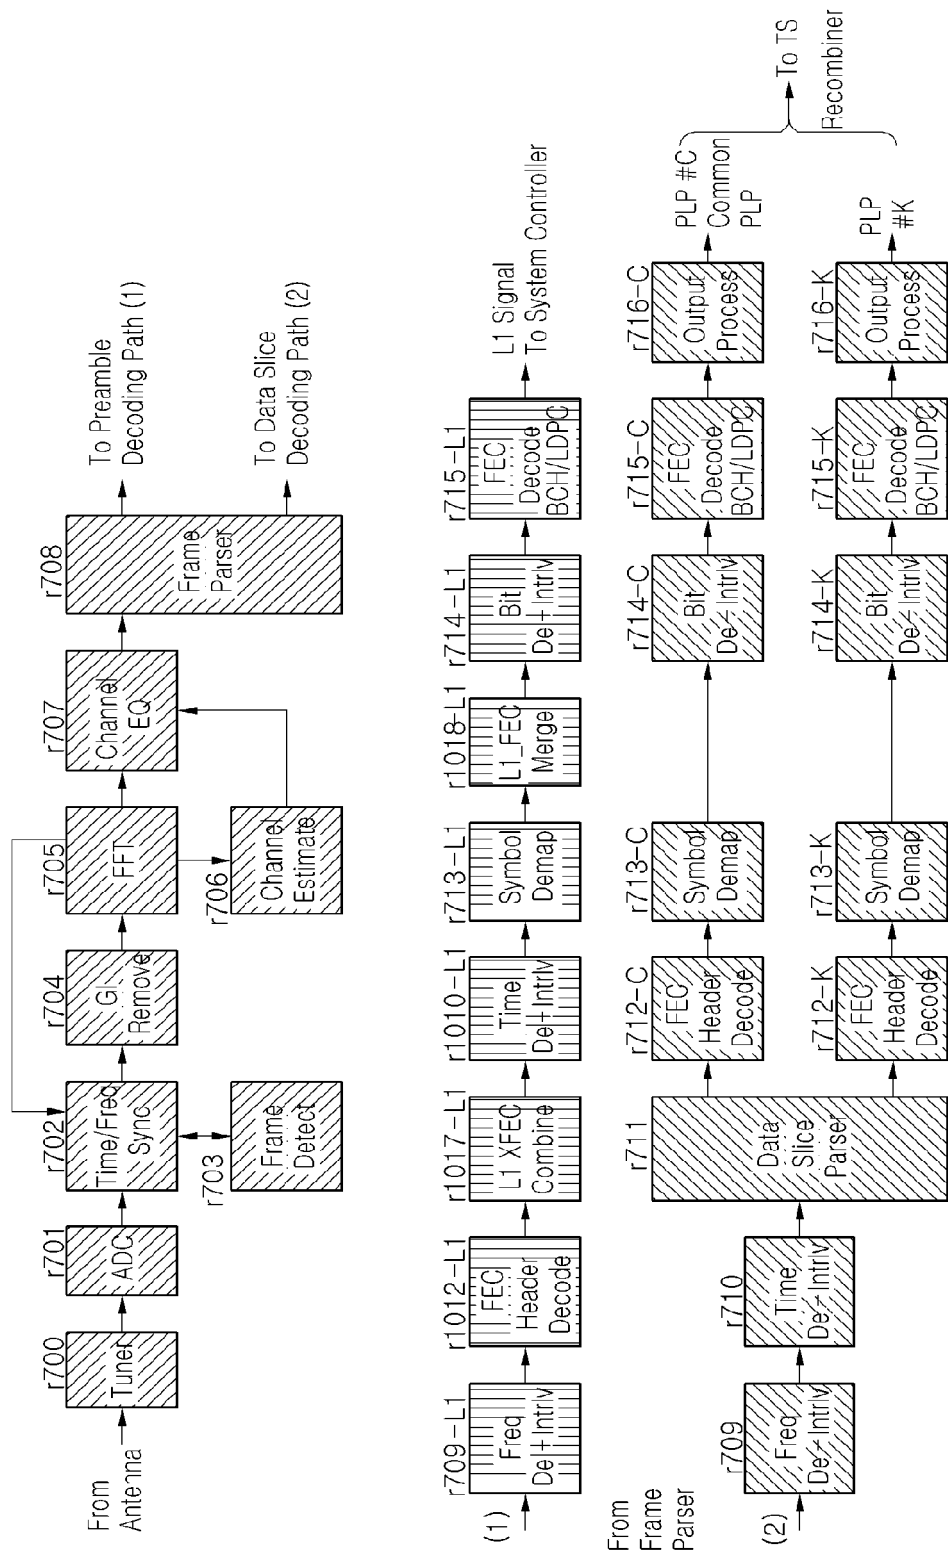 From
Antenna
r700
Tuner
r701
ADC
r702
Time/Freq
Sync
r703
Frame
Detect
r704
GI
Remove
r705
FFT
r706
Channel
Estimate
r707
Channel
EQ
r708
Frame
Parser
To Preamble
Decoding Path (1)
To Data Slice
Decoding Path (2)
(1)
r709-L1
Freq
De+Intrlv
r1012-L1
FEC
Header
Decode
r1017-L1
L1 XFEC
Combine
r1010-L1
Time
De+Intrlv
r713-L1
Symbol
Demap
r1018-L1
L1_FEC
Merge
r714-L1
Bit
De+Intrlv
r715-L1
FEC
Decode
BCH/LDPC
L1 Signal
To System Controller
From
Frame
Parser
(2)
r709
Freq
De-Intrlv
r710
Time
De-Intrlv
r711
Data
Slice
Parser
r712-C
FEC
Header
Decode
r713-C
Symbol
Demap
r714-C
Bit
De-Intrlv
r715-C
FEC
Decode
BCH/LDPC
r716-C
Output
Process
PLP #C
Common
PLP
r712-K
FEC
Header
Decode
r713-K
Symbol
Demap
r714-K
Bit
De-Intrlv
r715-K
FEC
Decode
BCH/LDPC
r716-K
Output
Process
PLP
#K
To TS
Recombiner